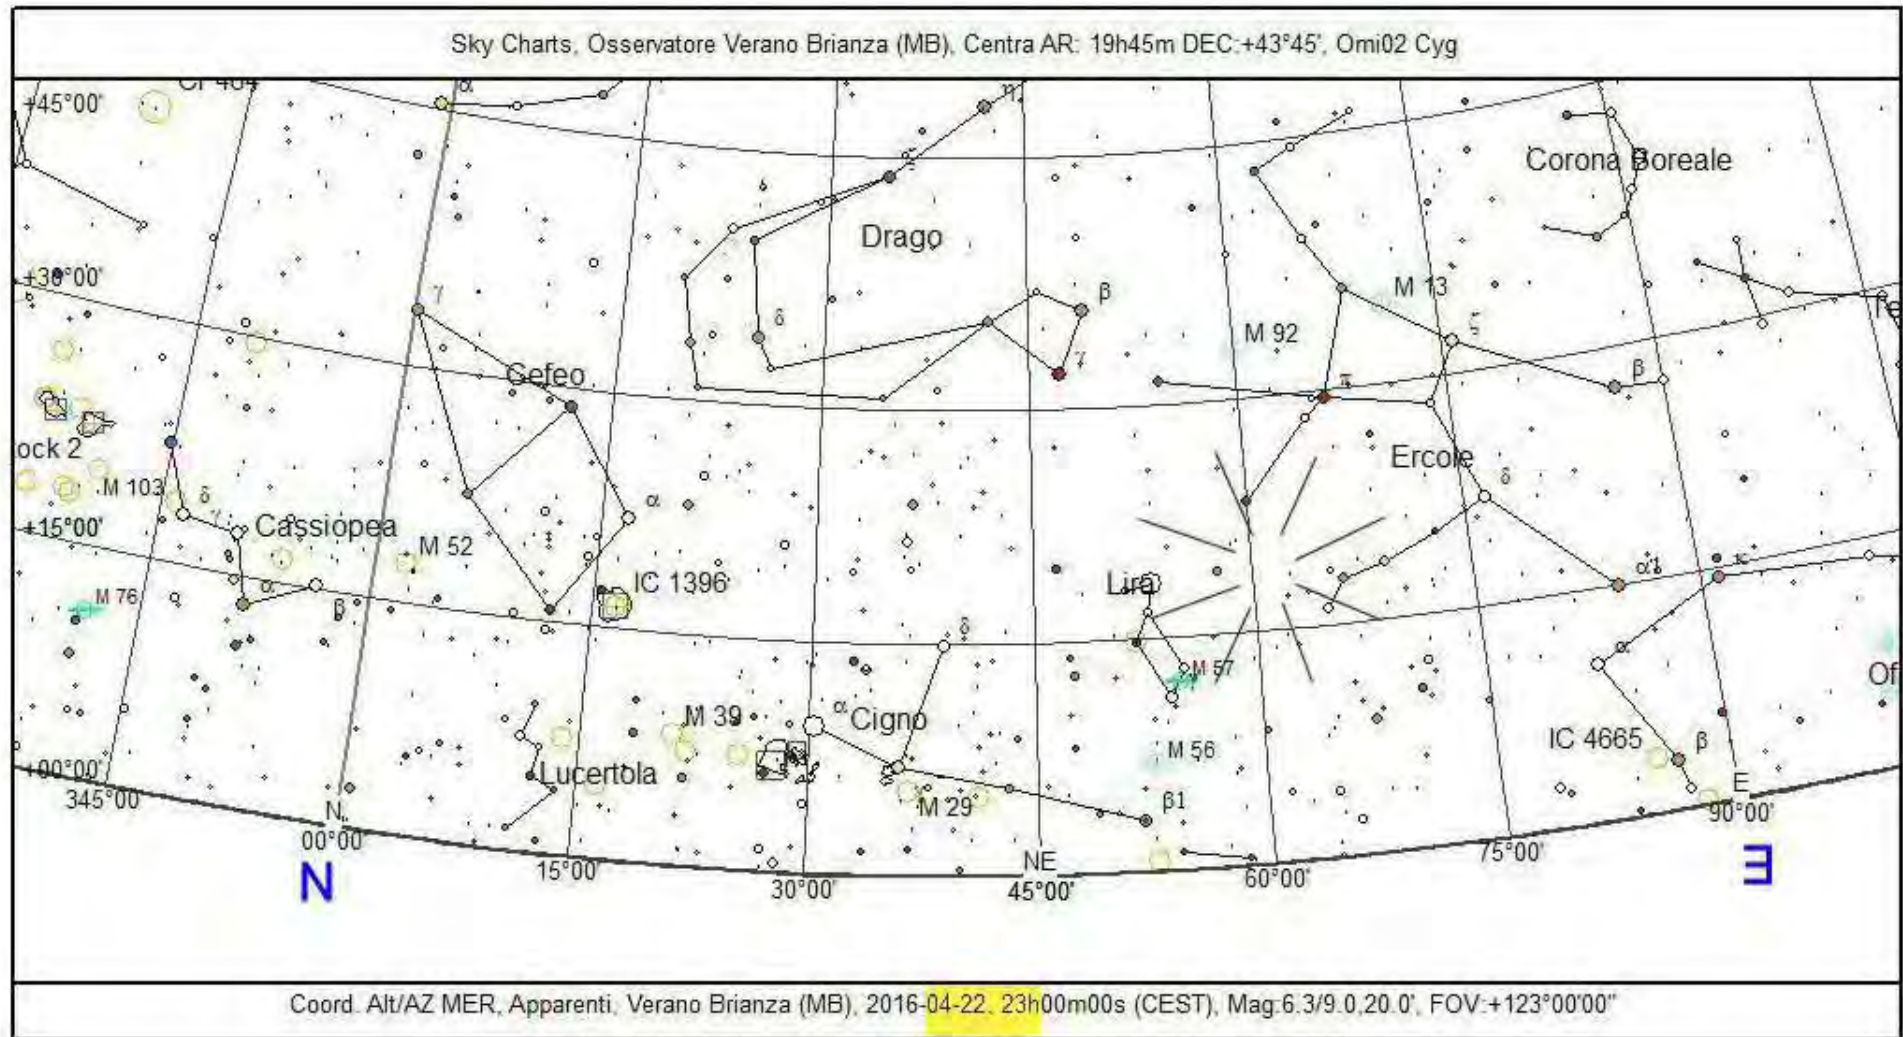 Sky Charts, Osservatore Verano Brianza (MB), Centra AR: 19h45m DEC:+43°45', Omi02 Cyg
+45°00'
α
η
Corona Boreale
β
Drago
+30°00'
γ
δ
β
M 13
ξ
M 92
γ
π
β
Cefeo
ock 2
M 103
δ
γ
Cassiopea
α
Ercole
δ
+15°00'
M 52
M 76
α
β
IC 1396
Lira
α1
κ
δ
M 57
α
Of
M 39
α
Cigno
M 56
IC 4665
β
+00°00'
Lucertola
γ
M 29
β1
E
345°00'
N
00°00'
NE
90°00'
15°00'
30°00'
45°00'
60°00'
75°00'
N
E
Coord. Alt/AZ MER, Apparenti, Verano Brianza (MB), 2016-04-22, 23h00m00s (CEST), Mag:6.3/9.0,20.0', FOV:+123°00'00"